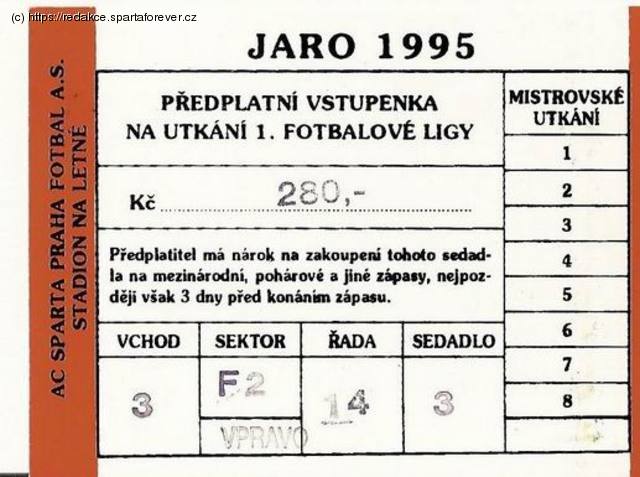 (c) https://redakce.spartaforever.cz
AC SPARTA PRAHA FOTBAL A.S.
STADION NA LETNÉ
JARO 1995
PŘEDPLATNÍ VSTUPENKA
NA UTKÁNÍ 1. FOTBALOVÉ LIGY
Kč 280,-
Předplatitel má nárok na zakoupení tohoto sedad-
la na mezinárodní, pohárové a jiné zápasy, nejpoz-
ději však 3 dny před konáním zápasu.
VCHOD SEKTOR ŘADA SEDADLO
3 F2 14 3
VPRAVO
MISTROVSKÉ
UTKÁNÍ
1
2
3
4
5
6
7
8